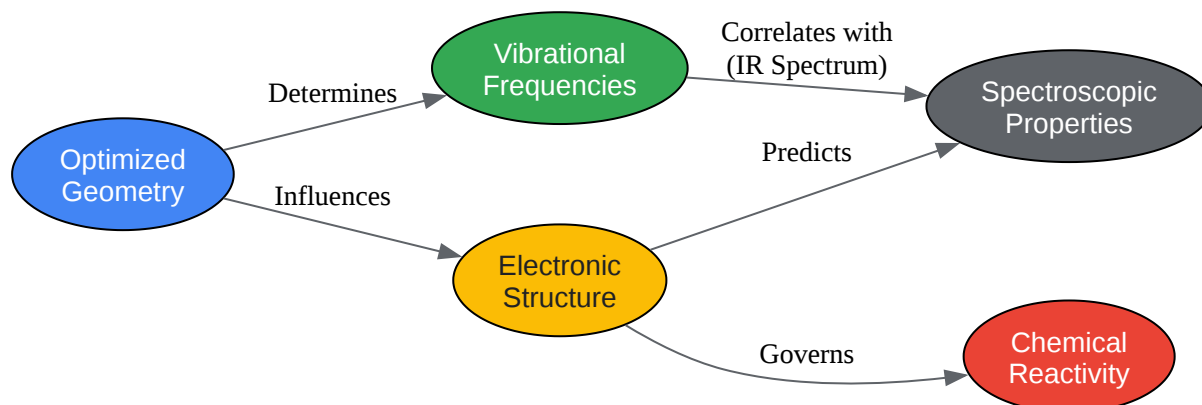 Optimized
Geometry
Determines
Influences
Vibrational
Frequencies
Electronic
Structure
Correlates with
(IR Spectrum)
Predicts
Governs
Spectroscopic
Properties
Chemical
Reactivity